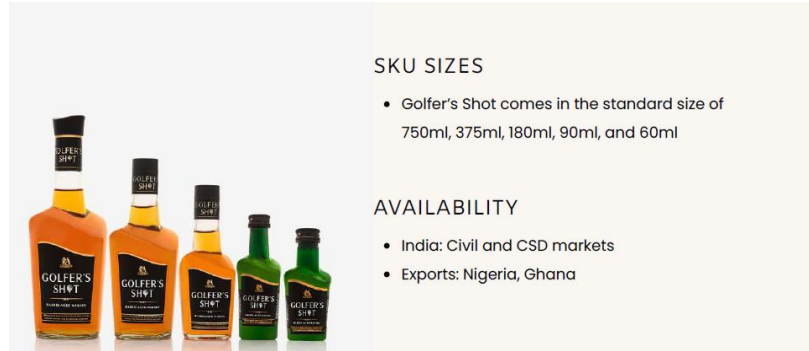 SKU SIZES
Golfer's Shot comes in the standard size of
750ml, 375ml, 180ml, 90ml, and 60ml
AVAILABILITY
India: Civil and CSD markets
Exports: Nigeria, Ghana
GOLFER'S
SHOT
GOLFER'S
SHOT
GOLFER'S
SHOT
GOLFER'S
SHOT
GOLFER'S
SHOT
GOLFER'S
SHOT
GOLFER'S
SHOT
GOLFER'S
SHOT